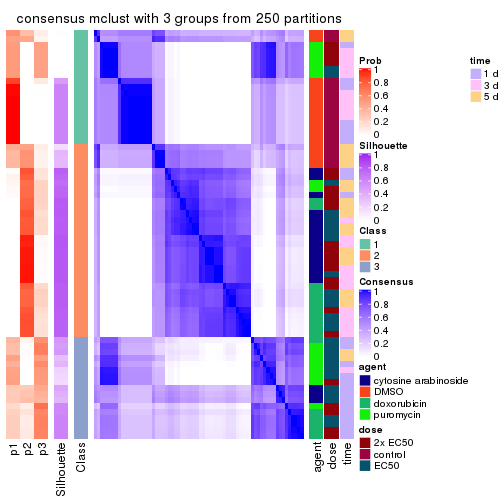 consensus mclust with 3 groups from 250 partitions
Prob
1
0.8
0.6
0.4
0.2
0
Silhouette
1
0.8
0.6
0.4
0.2
0
Class
1
2
3
Consensus
1
0.8
0.6
0.4
0.2
0
agent
cytosine arabinoside
DMSO
doxorubicin
puromycin
dose
2x EC50
control
EC50
time
1 d
3 d
5 d
p1
p2
p3
Silhouette
Class
agent
dose
time